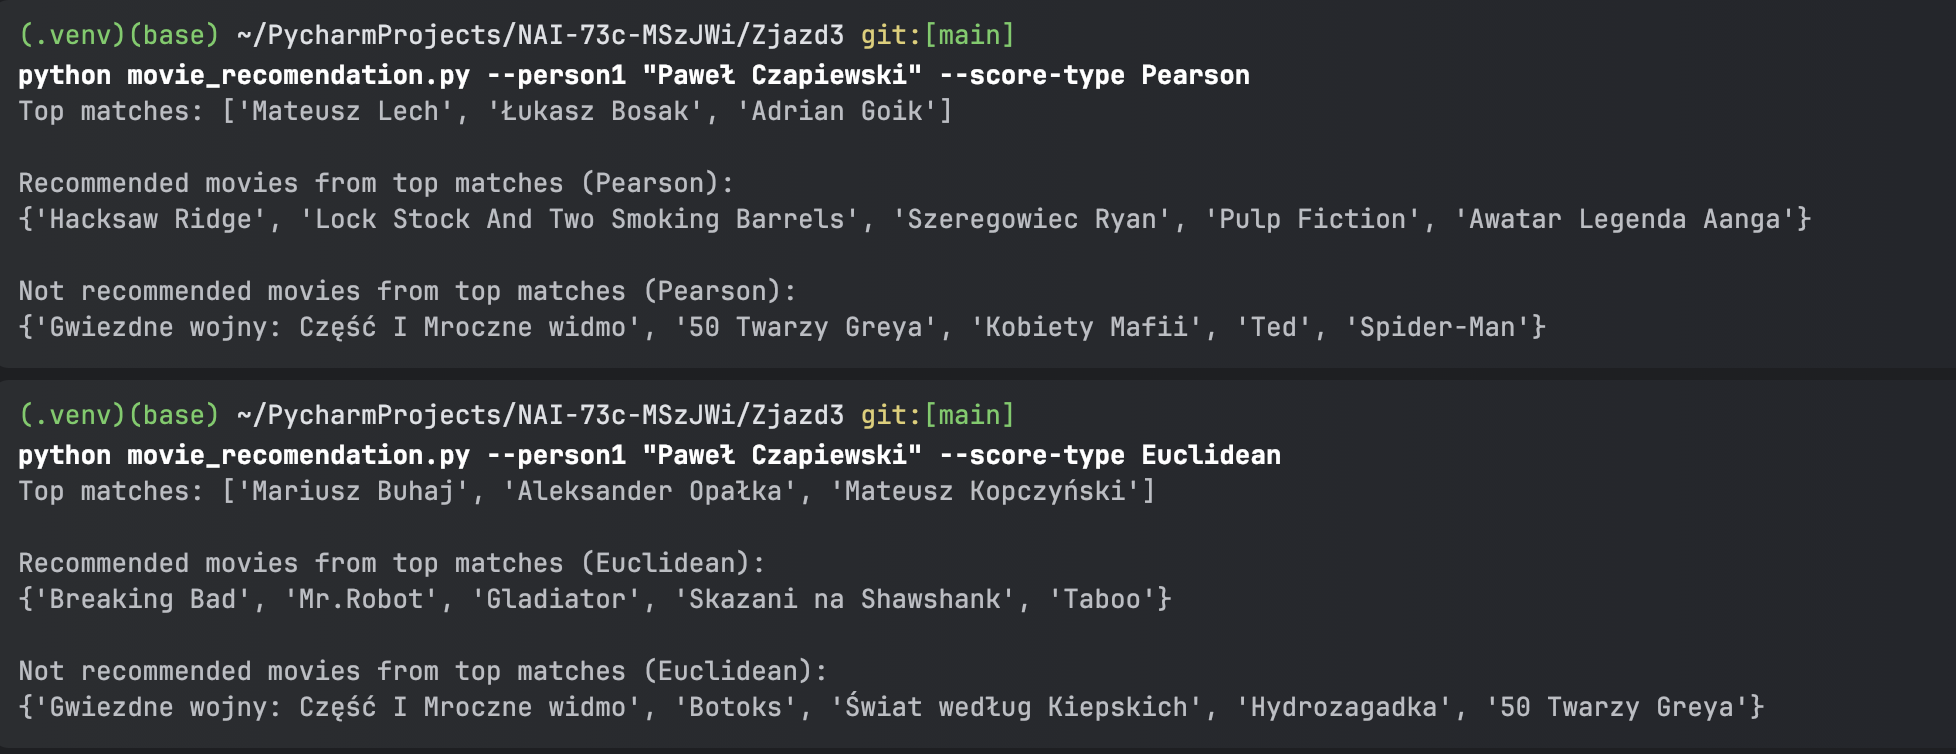 (.venv)(base) ~/PycharmProjects/NAI-73c-MSzJWi/Zjazd3 git:[main]
python movie_recomendation.py --person1 "Paweł Czapiewski" --score-type Pearson
Top matches: ['Mateusz Lech', 'Łukasz Bosak', 'Adrian Goik']
Recommended movies from top matches (Pearson):
{'Hacksaw Ridge', 'Lock Stock And Two Smoking Barrels', 'Szeregowiec Ryan', 'Pulp Fiction', 'Awatar Legenda Aanga'}
Not recommended movies from top matches (Pearson):
{'Gwiezdne wojny: Część I Mroczne widmo', '50 Twarzy Greya', 'Kobiety Mafii', 'Ted', 'Spider-Man'}
(.venv)(base) ~/PycharmProjects/NAI-73c-MSzJWi/Zjazd3 git:[main]
python movie_recomendation.py --person1 "Paweł Czapiewski" --score-type Euclidean
Top matches: ['Mariusz Buhaj', 'Aleksander Opałka', 'Mateusz Kopczyński']
Recommended movies from top matches (Euclidean):
{'Breaking Bad', 'Mr.Robot', 'Gladiator', 'Skazani na Shawshank', 'Taboo'}
Not recommended movies from top matches (Euclidean):
{'Gwiezdne wojny: Część I Mroczne widmo', 'Botoks', 'Świat według Kiepskich', 'Hydrozagadka', '50 Twarzy Greya'}